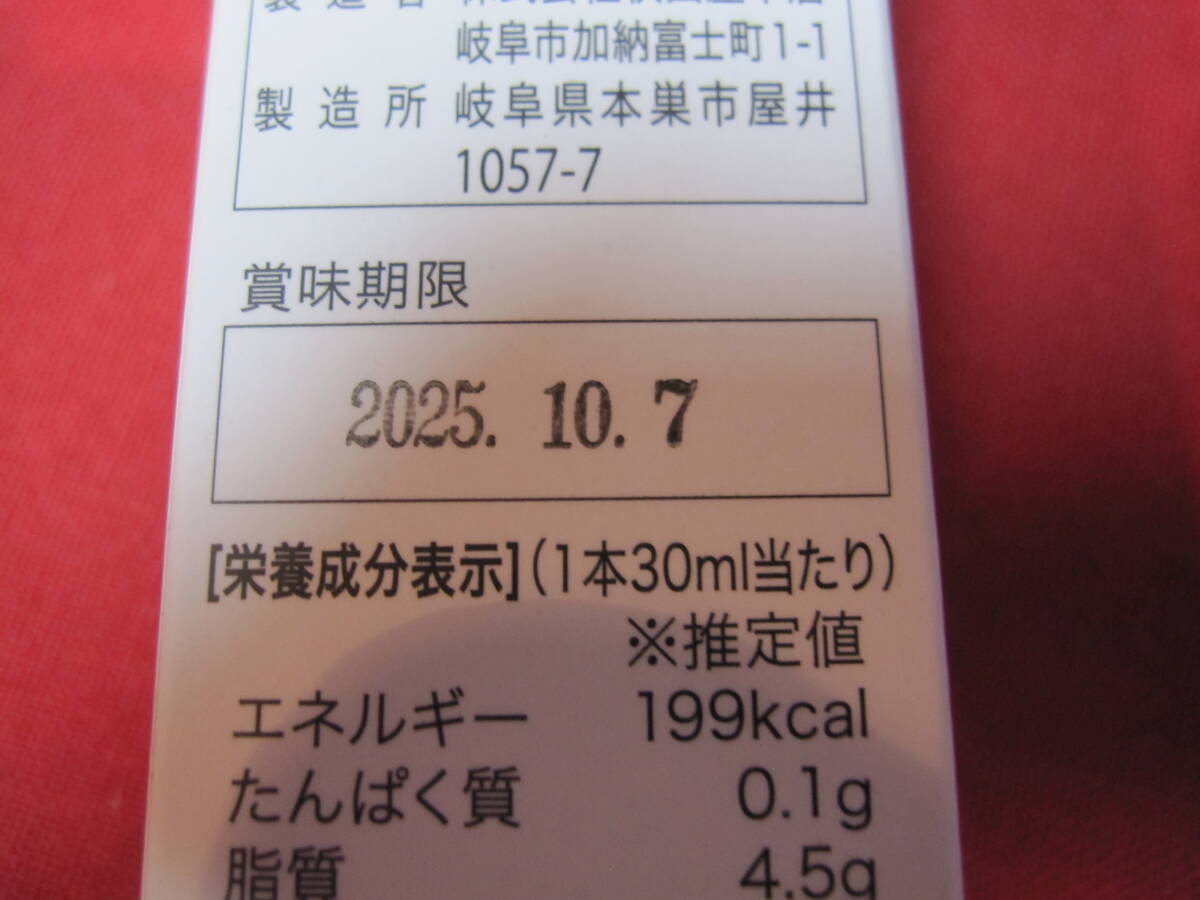 岐阜市加納富士町1-1
製造所 岐阜県本巣市屋井
1057-7
賞味期限
2025. 10. 7
[栄養成分表示](1本30ml当たり)
※推定値
エネルギー 199kcal
たんぱく質 0.1g
脂質 4.5g